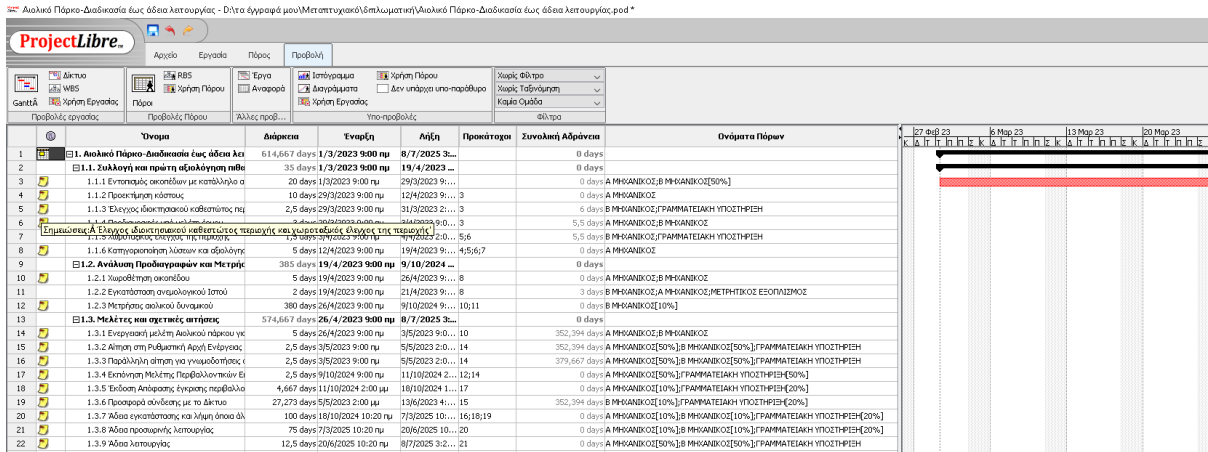 Αιολικό Πάρκο-Διαδικασία έως άδεια λειτουργίας - D:\τα έγγραφά μου\Μεταπτυχιακό\διπλωματική\Αιολικό Πάρκο-Διαδικασία έως άδεια λειτουργίας.pod *
ProjectLibre
Αρχείο Εργασία Πόρος Προβολή
GanttÂ Δίκτυο WBS Χρήση Εργασίας Πόροι RBS Χρήση Πόρου Έργα Αναφορά Ιστόγραμμα Διαγράμματα Χρήση Εργασίας Χρήση Πόρου Δεν υπάρχει υπο-παράθυρο Χωρίς Φίλτρο Χωρίς Ταξινόμηση Καμία Ομάδα
Προβολές εργασίας Προβολές Πόρου Άλλες προβ... Υπο-προβολές Φίλτρα
Όνομα Διάρκεια Έναρξη Λήξη Προκάτοχοι Συνολική Αδράνεια Ονόματα Πόρων 27 Φεβ 23 6 Μαρ 23 13 Μαρ 23 20 Μαρ 23
Κ Δ Τ Τ Π Π Σ Κ Δ Τ Τ Π Π Σ Κ Δ Τ Τ Π Π Σ Κ Δ Τ Τ Π Π Σ
1 1. Αιολικό Πάρκο-Διαδικασία έως άδεια λει 614,667 days 1/3/2023 9:00 πμ 8/7/2025 3:... 0 days
2 1.1. Συλλογή και πρώτη αξιολόγηση πιθα 35 days 1/3/2023 9:00 πμ 19/4/2023 ... 0 days
3 1.1.1 Εντοπισμός οικοπέδων με κατάλληλο α 20 days 1/3/2023 9:00 πμ 29/3/2023 9:... 0 days Α ΜΗΧΑΝΙΚΟΣ;Β ΜΗΧΑΝΙΚΟΣ[50%]
4 1.1.2 Προεκτίμηση κόστους 10 days 29/3/2023 9:00 πμ 12/4/2023 9:... 3 0 days Α ΜΗΧΑΝΙΚΟΣ
5 1.1.3 Έλεγχος ιδιοκτησιακού καθεστώτος περ 2,5 days 29/3/2023 9:00 πμ 31/3/2023 2:... 3 6 days Β ΜΗΧΑΝΙΚΟΣ;ΓΡΑΜΜΑΤΕΙΑΚΗ ΥΠΟΣΤΗΡΙΞΗ
6 3 5,5 days Α ΜΗΧΑΝΙΚΟΣ;Β ΜΗΧΑΝΙΚΟΣ
Σημειώσεις:Â'Έλεγχος ιδιοκτησιακού καθεστώτος περιοχής και χωροταξικός έλεγχος της περιοχής'
7 5;6 5,5 days Β ΜΗΧΑΝΙΚΟΣ;ΓΡΑΜΜΑΤΕΙΑΚΗ ΥΠΟΣΤΗΡΙΞΗ
8 1.1.6 Κατηγοριοποίηση λύσεων και αξιολόγης 5 days 12/4/2023 9:00 πμ 19/4/2023 9:... 4;5;6;7 0 days Α ΜΗΧΑΝΙΚΟΣ
9 1.2. Ανάλυση Προδιαγραφών και Μετρής 385 days 19/4/2023 9:00 πμ 9/10/2024 ... 0 days
10 1.2.1 Χωροθέτηση οικοπέδου 5 days 19/4/2023 9:00 πμ 26/4/2023 9:... 8 0 days Α ΜΗΧΑΝΙΚΟΣ;Β ΜΗΧΑΝΙΚΟΣ
11 1.2.2 Εγκατάσταση ανεμολογικού Ιστού 2 days 19/4/2023 9:00 πμ 21/4/2023 9:... 8 3 days Β ΜΗΧΑΝΙΚΟΣ;Α ΜΗΧΑΝΙΚΟΣ;ΜΕΤΡΗΤΙΚΟΣ ΕΞΟΠΛΙΣΜΟΣ
12 1.2.3 Μετρήσεις αιολικού δυναμικού 380 days 26/4/2023 9:00 πμ 9/10/2024 9:... 10;11 0 days Β ΜΗΧΑΝΙΚΟΣ[10%]
13 1.3. Μελέτες και σχετικές αιτήσεις 574,667 days 26/4/2023 9:00 πμ 8/7/2025 3:... 0 days
14 1.3.1 Ενεργειακή μελέτη Αιολικού πάρκου γκ 5 days 26/4/2023 9:00 πμ 3/5/2023 9:0... 10 352,394 days Α ΜΗΧΑΝΙΚΟΣ;Β ΜΗΧΑΝΙΚΟΣ
15 1.3.2 Αίτηση στη Ρυθμιστική Αρχή Ενέργειας 2,5 days 3/5/2023 9:00 πμ 5/5/2023 2:0... 14 352,394 days Α ΜΗΧΑΝΙΚΟΣ[50%];Β ΜΗΧΑΝΙΚΟΣ[50%];ΓΡΑΜΜΑΤΕΙΑΚΗ ΥΠΟΣΤΗΡΙΞΗ
16 1.3.3 Παράλληλη αίτηση για γνωμοδοτήσεις 2,5 days 3/5/2023 9:00 πμ 5/5/2023 2:0... 14 379,667 days Α ΜΗΧΑΝΙΚΟΣ[50%];Β ΜΗΧΑΝΙΚΟΣ[50%];ΓΡΑΜΜΑΤΕΙΑΚΗ ΥΠΟΣΤΗΡΙΞΗ
17 1.3.4 Εκπόνηση Μελέτης Περιβαλλοντικών Ει 2,5 days 9/10/2024 9:00 πμ 11/10/2024 2... 12;14 0 days Α ΜΗΧΑΝΙΚΟΣ[50%];ΓΡΑΜΜΑΤΕΙΑΚΗ ΥΠΟΣΤΗΡΙΞΗ[50%]
18 1.3.5 Έκδοση Απόφασης έγκρισης περιβαλλο 4,667 days 11/10/2024 2:00 μμ 18/10/2024 1... 17 0 days Α ΜΗΧΑΝΙΚΟΣ[10%];ΓΡΑΜΜΑΤΕΙΑΚΗ ΥΠΟΣΤΗΡΙΞΗ[20%]
19 1.3.6 Προσφορά σύνδεσης με το Δίκτυο 27,273 days 5/5/2023 2:00 μμ 13/6/2023 4:... 15 352,394 days Β ΜΗΧΑΝΙΚΟΣ[10%];ΓΡΑΜΜΑΤΕΙΑΚΗ ΥΠΟΣΤΗΡΙΞΗ[20%]
20 1.3.7 Άδεια εγκατάστασης και λήψη όποια άλ 100 days 18/10/2024 10:20 πμ 7/3/2025 10:... 16;18;19 0 days Α ΜΗΧΑΝΙΚΟΣ[10%];Β ΜΗΧΑΝΙΚΟΣ[10%];ΓΡΑΜΜΑΤΕΙΑΚΗ ΥΠΟΣΤΗΡΙΞΗ[20%]
21 1.3.8 Άδεια προσωρινής λειτουργίας 75 days 7/3/2025 10:20 πμ 20/6/2025 10... 20 0 days Α ΜΗΧΑΝΙΚΟΣ[10%];Β ΜΗΧΑΝΙΚΟΣ[10%];ΓΡΑΜΜΑΤΕΙΑΚΗ ΥΠΟΣΤΗΡΙΞΗ[20%]
22 1.3.9 Άδεια λειτουργίας 12,5 days 20/6/2025 10:20 πμ 8/7/2025 3:2... 21 0 days Α ΜΗΧΑΝΙΚΟΣ[50%];Β ΜΗΧΑΝΙΚΟΣ[50%];ΓΡΑΜΜΑΤΕΙΑΚΗ ΥΠΟΣΤΗΡΙΞΗ